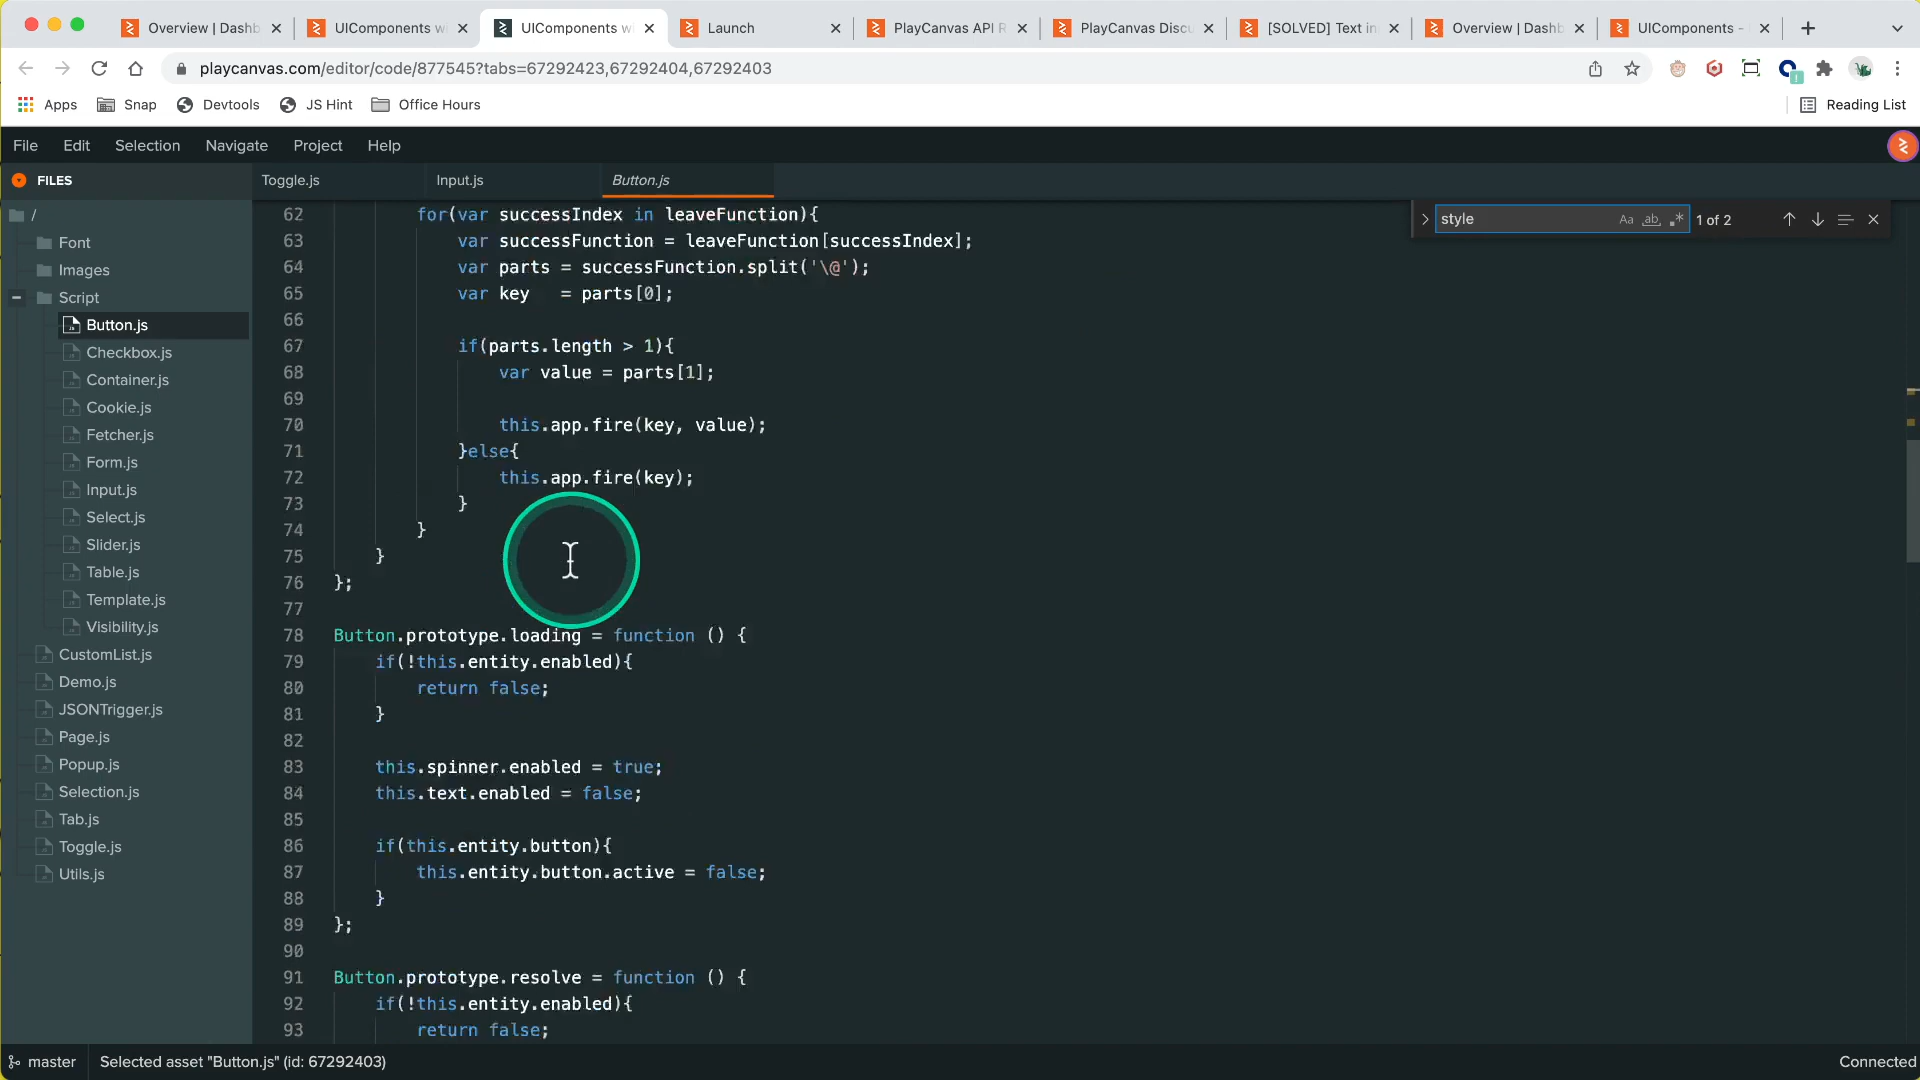 Overview | Dashb
UIComponents wi
UIComponents wi
Launch
PlayCanvas API R
PlayCanvas Discu
[SOLVED] Text in
Overview | Dashb
UIComponents -
playcanvas.com/editor/code/877545?tabs=67292423,67292404,67292403
Apps
Snap
Devtools
JS Hint
Office Hours
Reading List
File
Edit
Selection
Navigate
Project
Help
FILES
Toggle.js
Input.js
Button.js
style
Aa
ab
.*
1 of 2
/
Font
Images
Script
Button.js
Checkbox.js
Container.js
Cookie.js
Fetcher.js
Form.js
Input.js
Select.js
Slider.js
Table.js
Template.js
Visibility.js
CustomList.js
Demo.js
JSONTrigger.js
Page.js
Popup.js
Selection.js
Tab.js
Toggle.js
Utils.js
62 for(var successIndex in leaveFunction){
63 var successFunction = leaveFunction[successIndex];
64 var parts = successFunction.split('\@');
65 var key   = parts[0];
66
67 if(parts.length > 1){
68 var value = parts[1];
69
70 this.app.fire(key, value);
71 }else{
72 this.app.fire(key);
73 }
74 }
75 }
76 };
77
78 Button.prototype.loading = function () {
79 if(!this.entity.enabled){
80 return false;
81 }
82
83 this.spinner.enabled = true;
84 this.text.enabled = false;
85
86 if(this.entity.button){
87 this.entity.button.active = false;
88 }
89 };
90
91 Button.prototype.resolve = function () {
92 if(!this.entity.enabled){
93 return false;
master
Selected asset "Button.js" (id: 67292403)
Connected